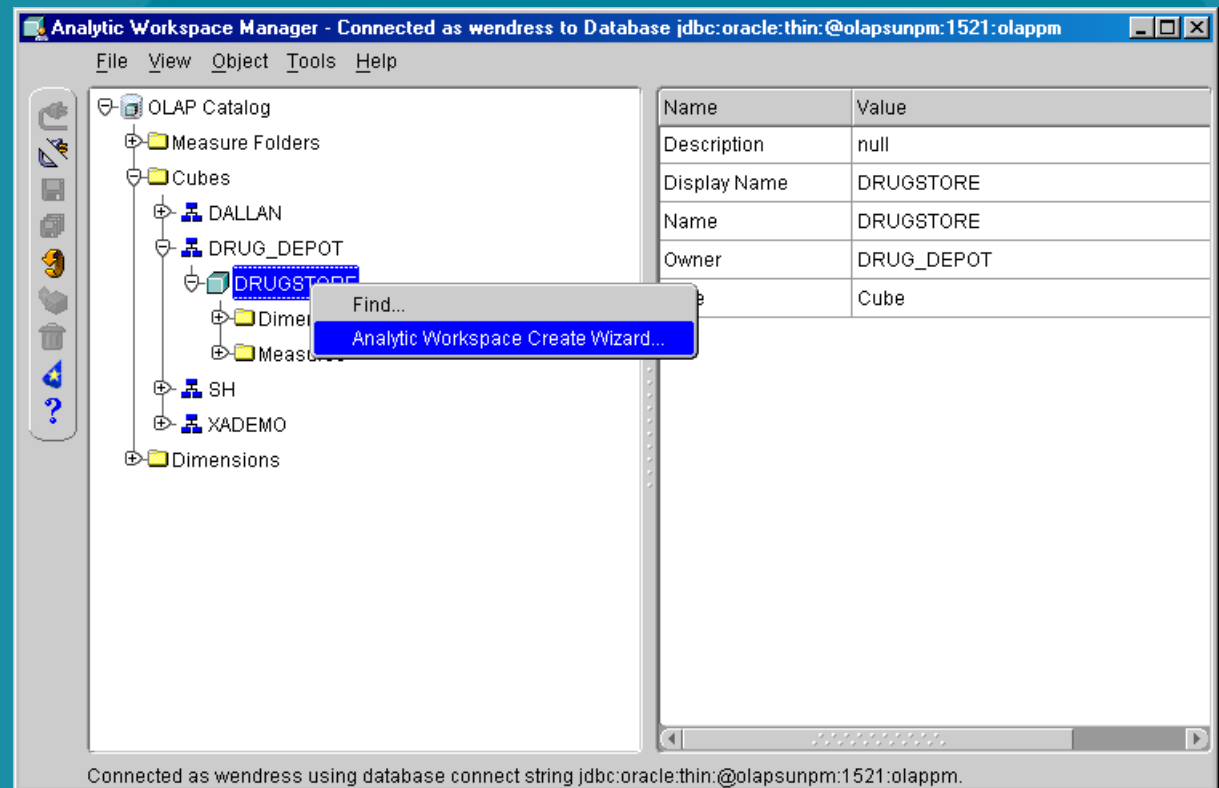 Analytic Workspace Manager - Connected as wendress to Database jdbc:oracle:thin:@olapsunpm:1521:olappm
File View Object Tools Help
OLAP Catalog
Measure Folders
Cubes
DALLAN
DRUG_DEPOT
DRUGSTORE
Find...
Analytic Workspace Create Wizard...
SH
XADEMO
Dimensions
Name Value
Description null
Display Name DRUGSTORE
Name DRUGSTORE
Owner DRUG_DEPOT
Cube
Connected as wendress using database connect string jdbc:oracle:thin:@olapsunpm:1521:olappm.